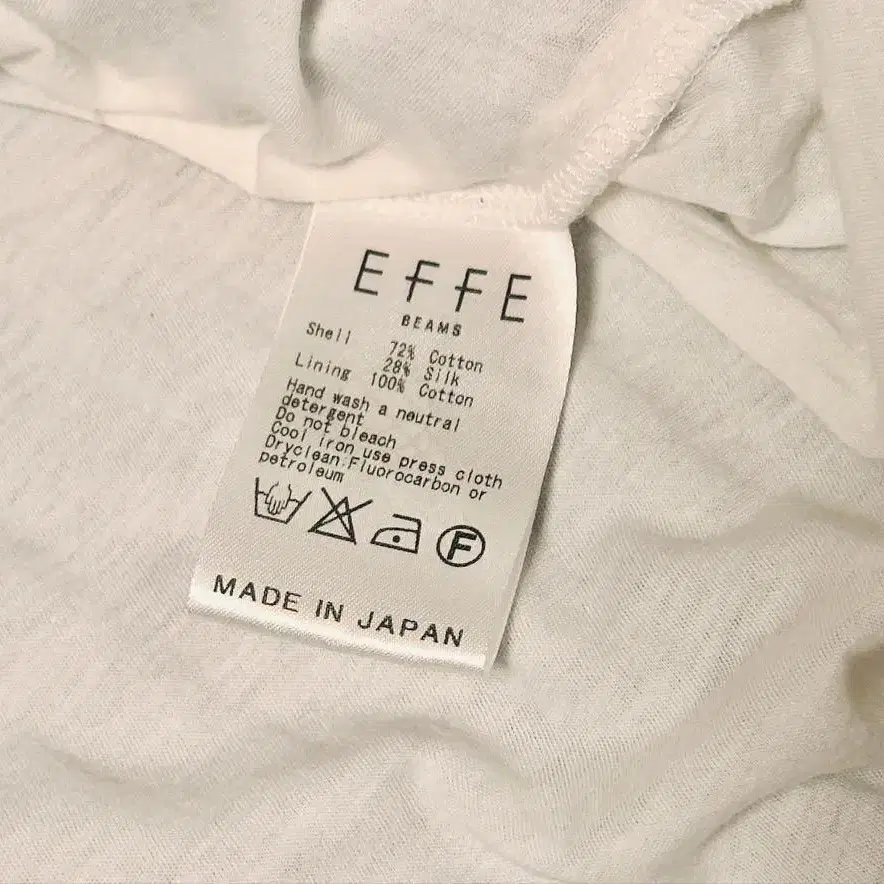 EFFE
BEAMS
Shell 72% Cotton
28% Silk
Lining 100% Cotton
Hand wash a neutral
detergent
Do not bleach
Cool iron use press cloth
Dryclean:Fluorocarbon or
petroleum
F
MADE IN JAPAN